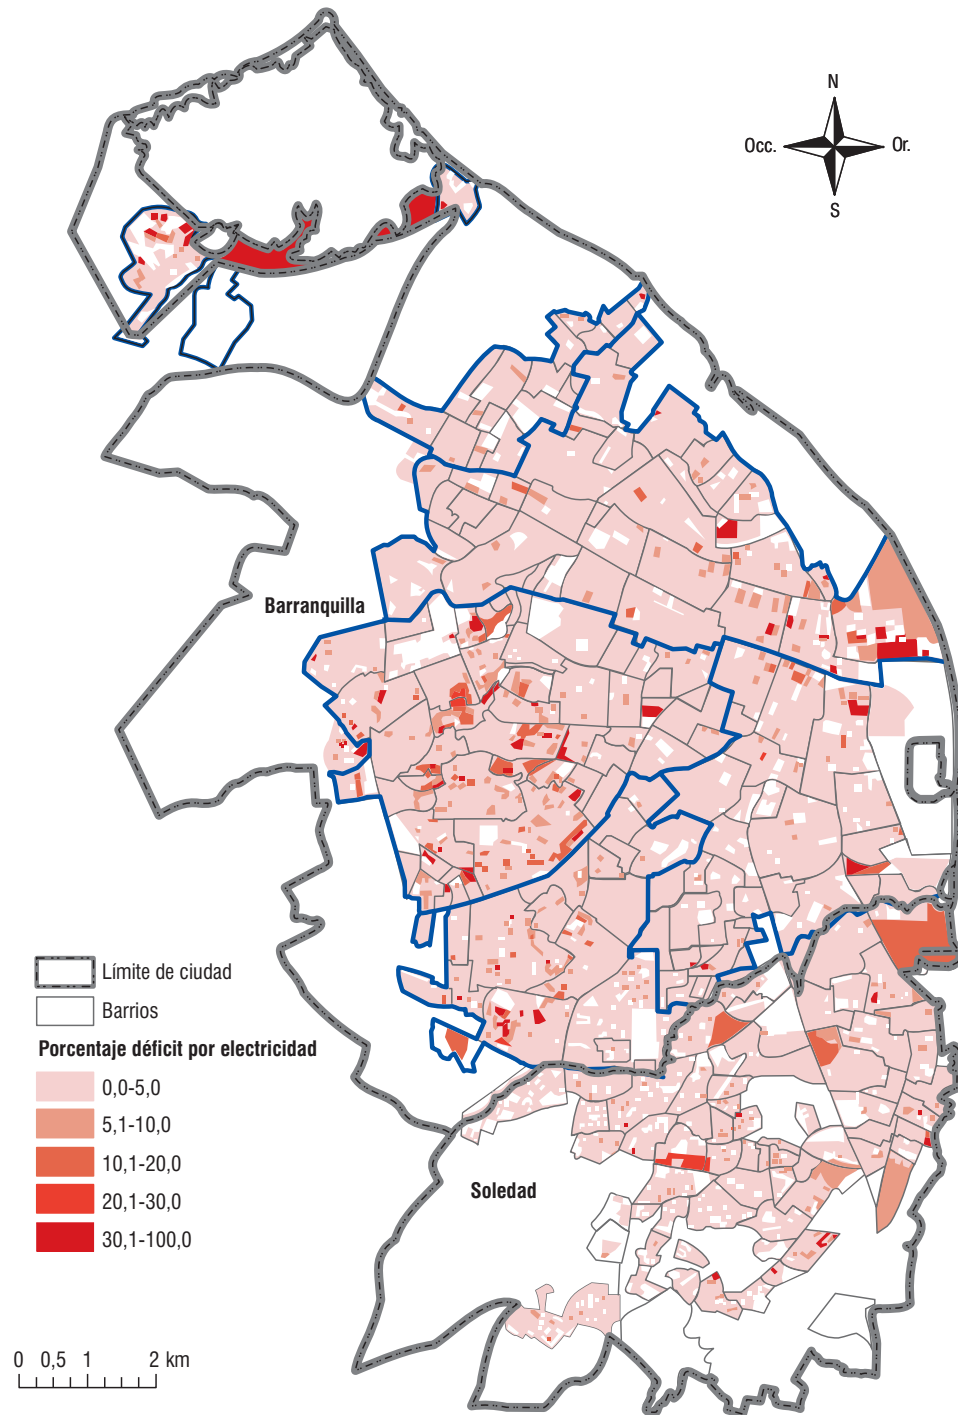 N
Occ.
Or.
S
Barranquilla
Límite de ciudad
Barrios
Porcentaje déficit por electricidad
0,0-5,0
5,1-10,0
10,1-20,0
20,1-30,0
30,1-100,0
Soledad
0 0,5 1 2 km